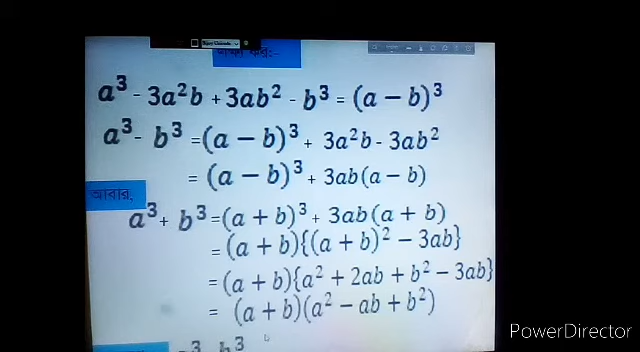 a³ - 3a²b + 3ab² - b³ = (a − b)³
a³ - b³ = (a − b)³ + 3a²b - 3ab²
= (a − b)³ + 3ab(a − b)
আবার,
a³ + b³ = (a + b)³ + 3ab(a + b)
= (a + b){(a + b)² − 3ab}
= (a + b){a² + 2ab + b² − 3ab}
= (a + b)(a² − ab + b²)
PowerDirector